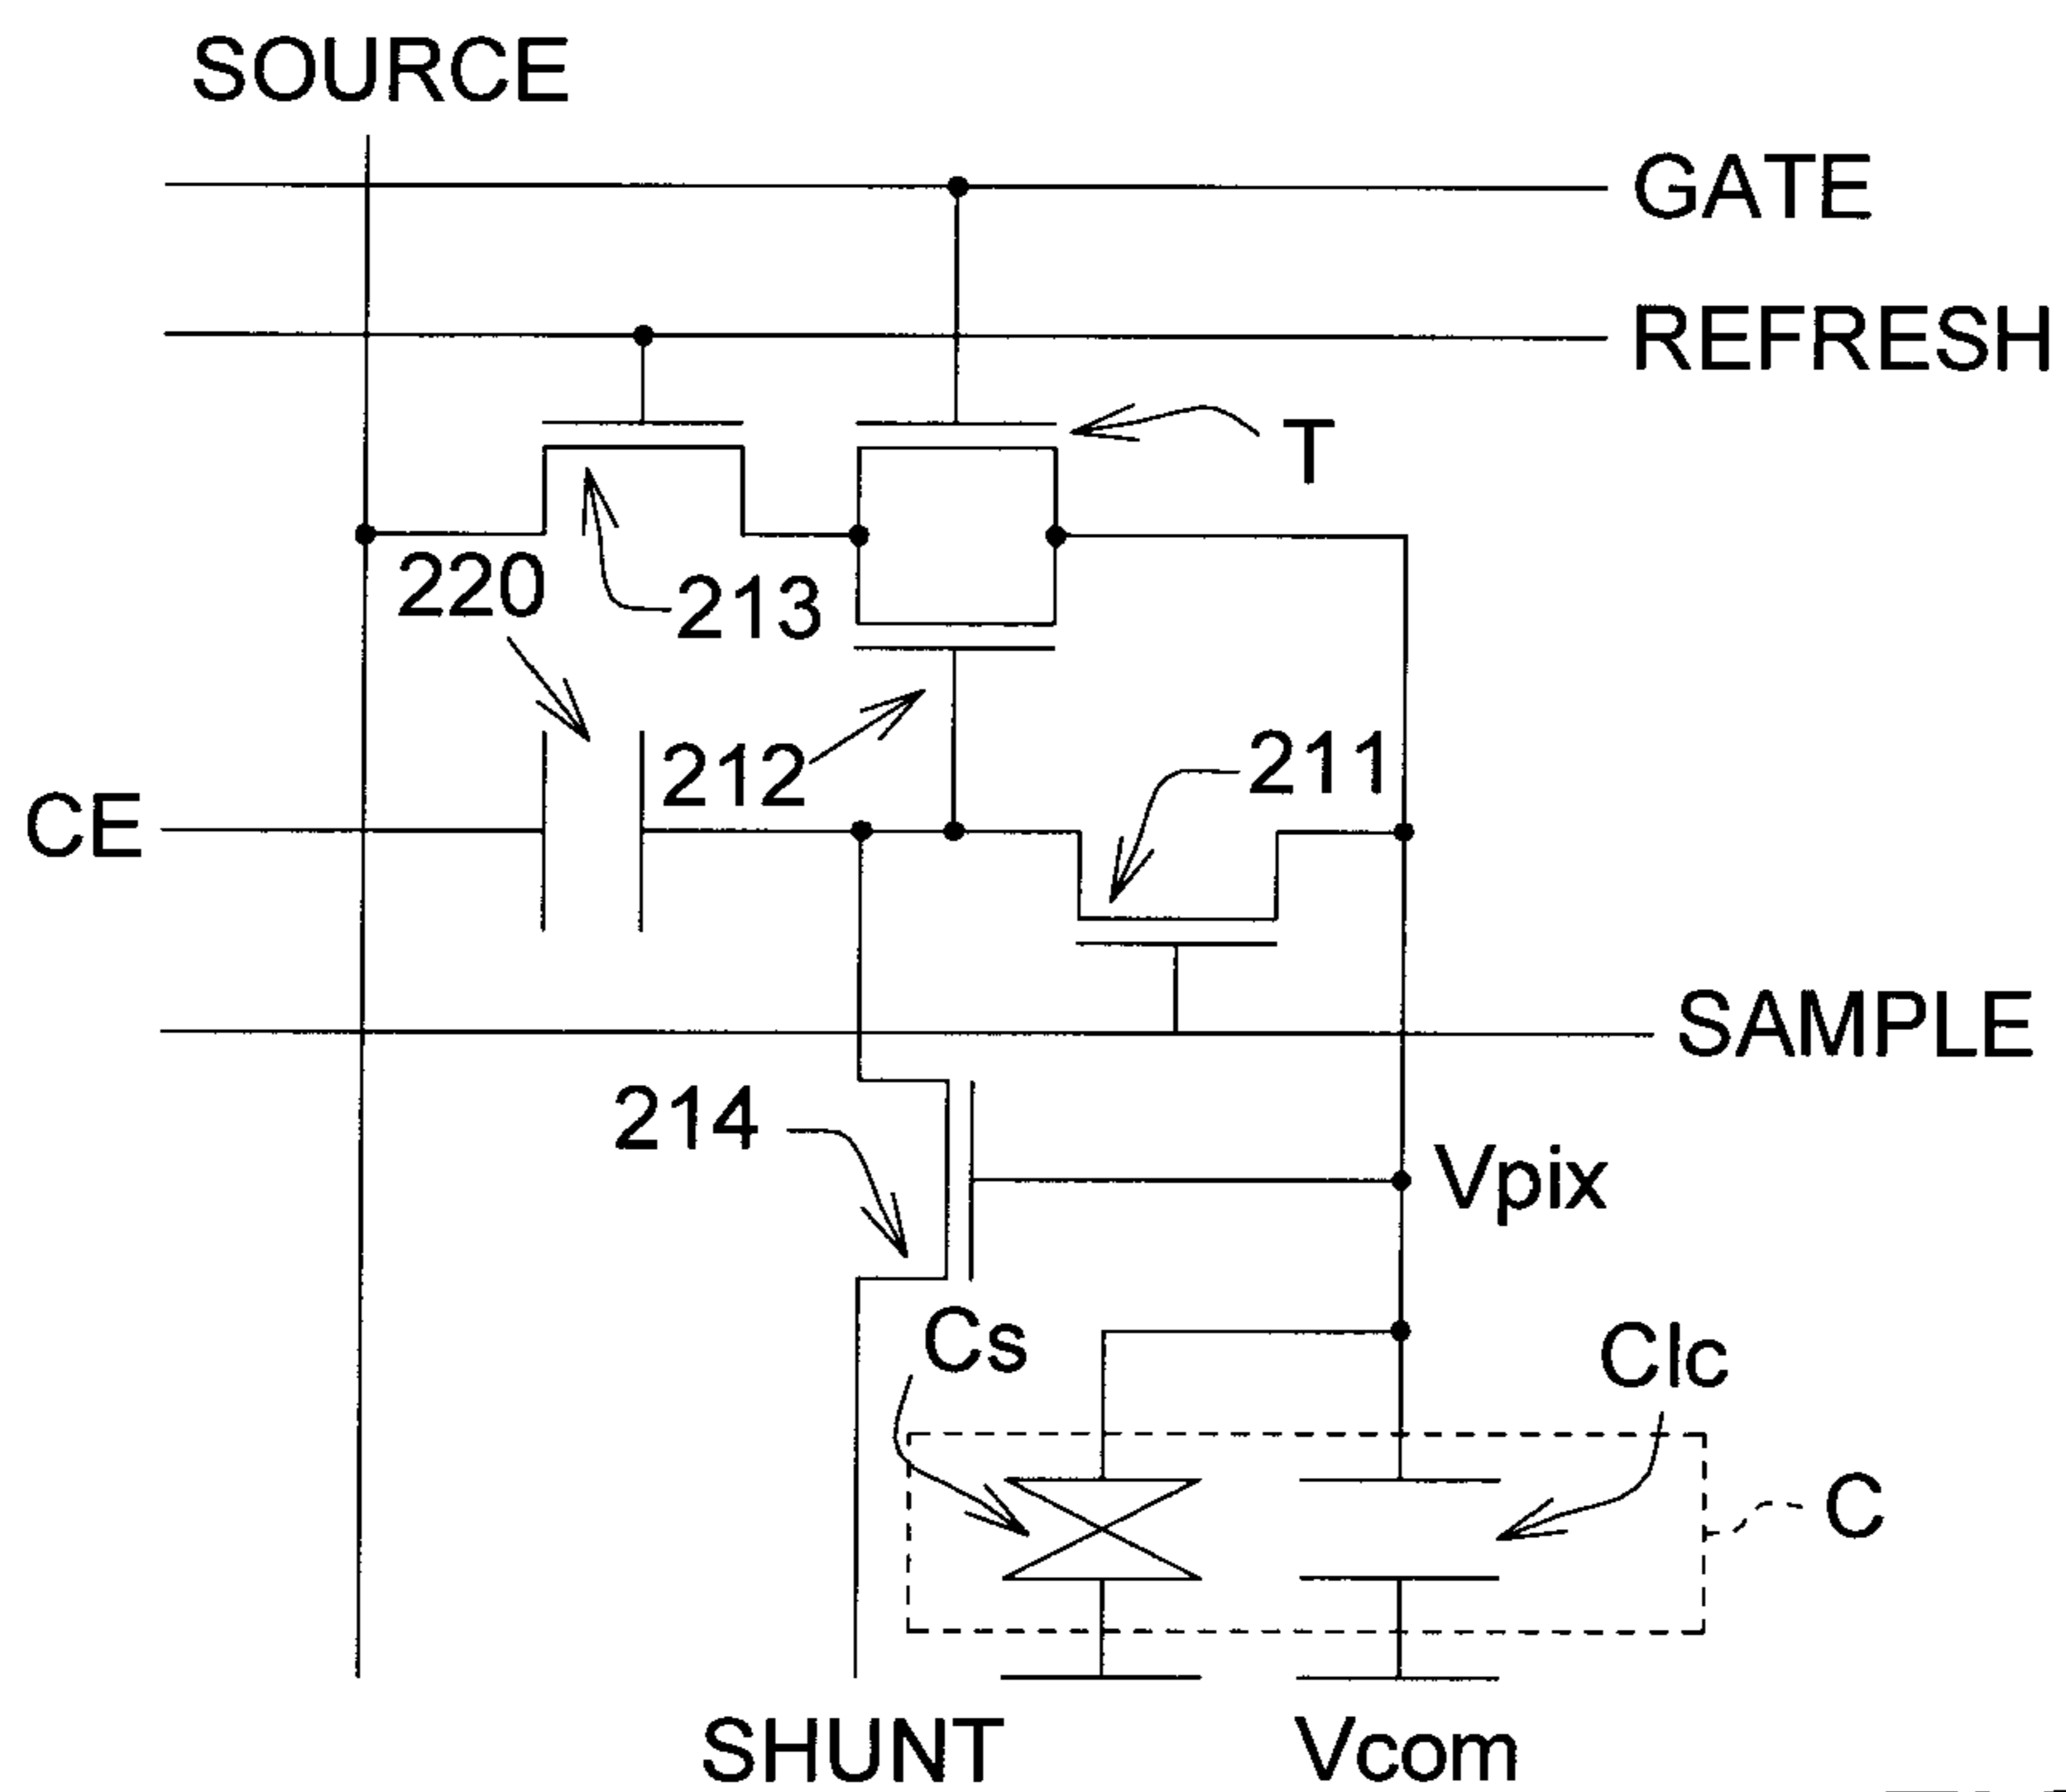 SOURCE
GATE
REFRESH
T
220
213
212
211
CE
SAMPLE
214
Vpix
Cs
Clc
C
SHUNT
Vcom